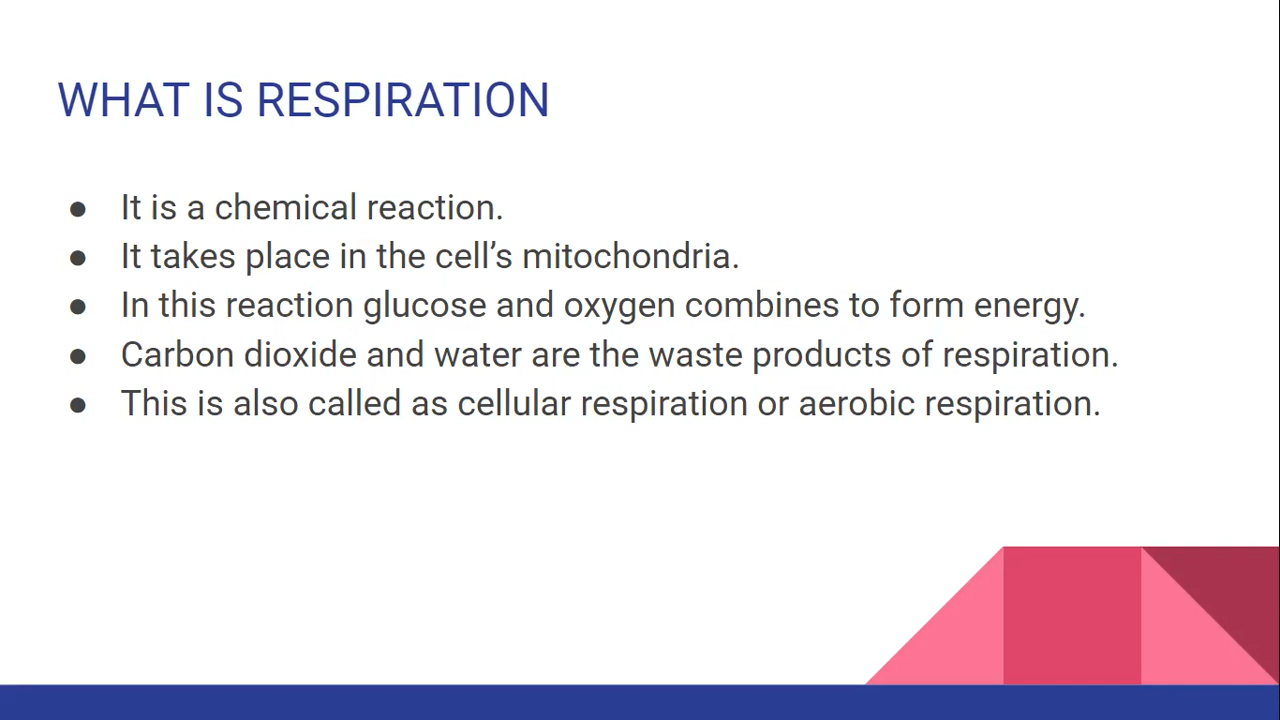 WHAT IS RESPIRATION
● It is a chemical reaction.
● It takes place in the cell’s mitochondria.
● In this reaction glucose and oxygen combines to form energy.
● Carbon dioxide and water are the waste products of respiration.
● This is also called as cellular respiration or aerobic respiration.